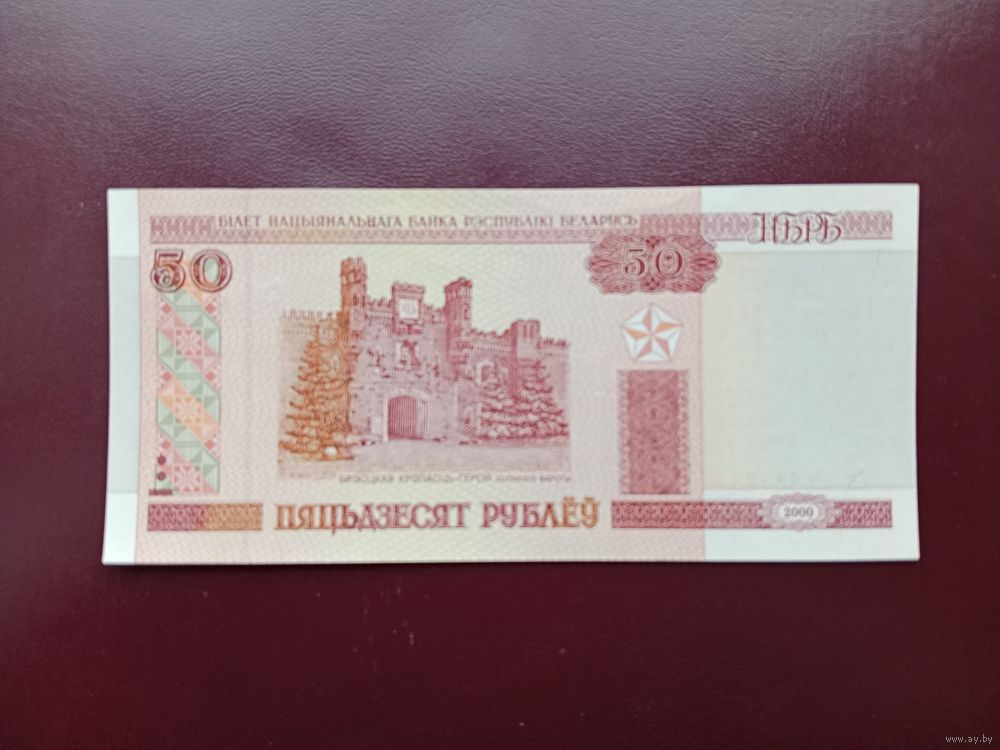 БІЛЕТ НАЦЫЯНАЛЬНАГА БАНКА РЭСПУБЛІКІ БЕЛАРУСЬ
НБРБ
50
50
БРЭСЦКАЯ КРЭПАСЦЬ-ГЕРОЙ
ПЯЦЬДЗЕСЯТ РУБЛЁЎ
2000
www.ay.by